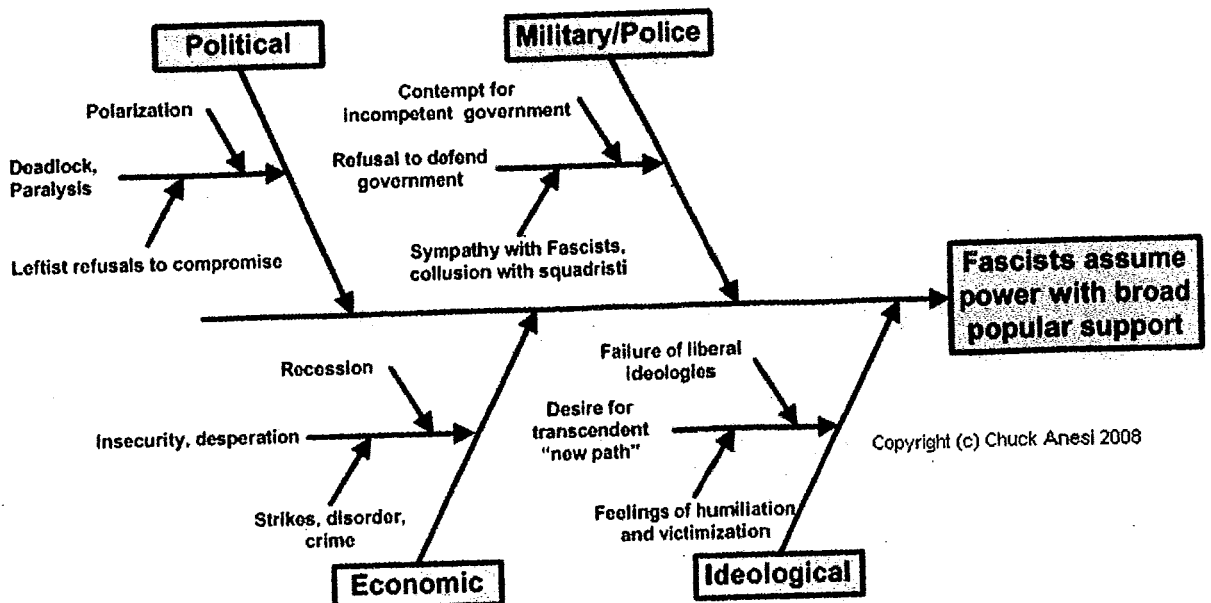 Political
Military/Police
Polarization
Contempt for
incompetent government
Deadlock,
Paralysis
Refusal to defend
government
Leftist refusals to compromise
Sympathy with Fascists,
collusion with squadristi
Fascists assume
power with broad
popular support
Recession
Failure of liberal
ideologies
Insecurity, desperation
Desire for
transcendent
"new path"
Copyright (c) Chuck Anesi 2008
Strikes, disorder,
crime
Feelings of humiliation
and victimization
Economic
Ideological